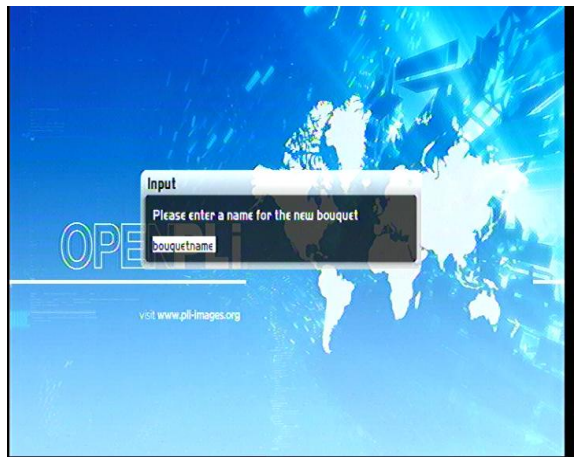 Input
Please enter a name for the new bouquet
bouquetname
OPENPLi
visit www.pli-images.org